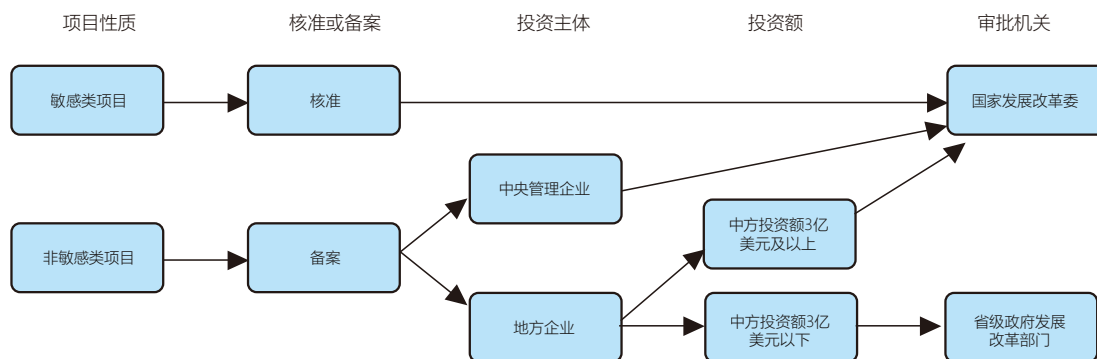 项目性质
核准或备案
投资主体
投资额
审批机关
敏感类项目
核准
国家发展改革委
中央管理企业
中方投资额3亿
美元及以上
非敏感类项目
备案
地方企业
中方投资额3亿
美元以下
省级政府发展
改革部门